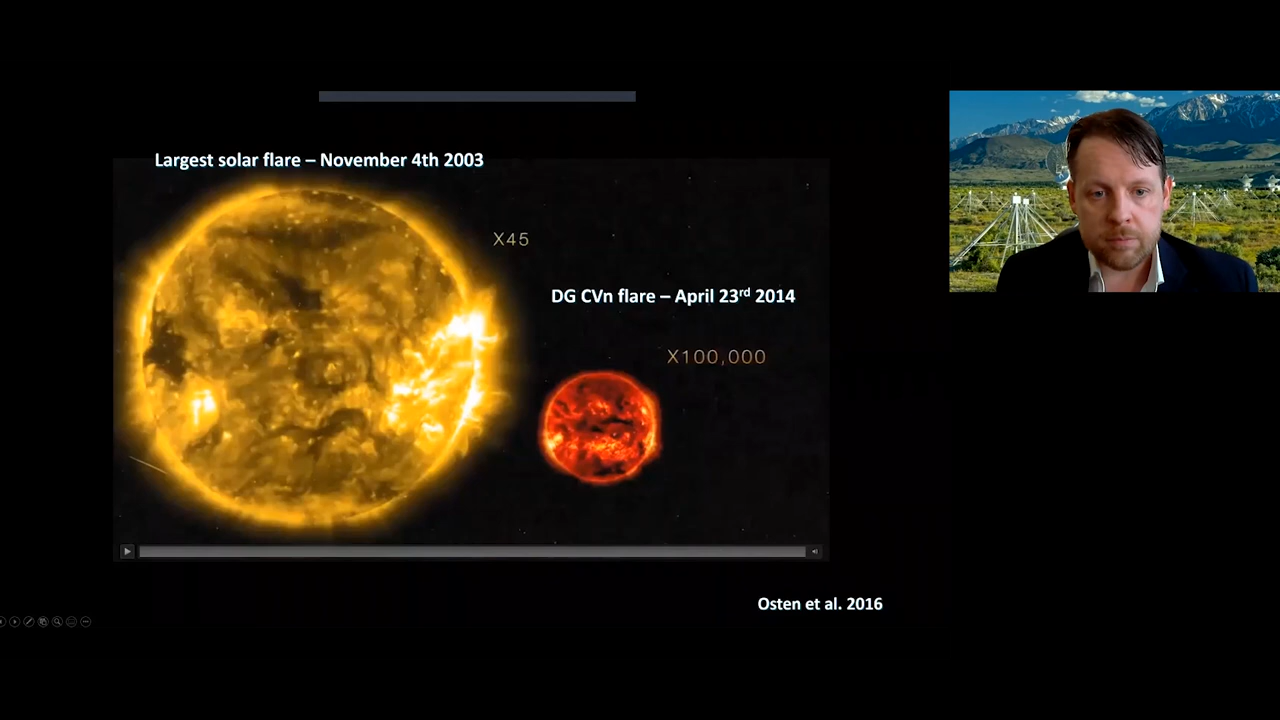 Largest solar flare – November 4th 2003
X45
DG CVn flare – April 23rd 2014
X100,000
Osten et al. 2016